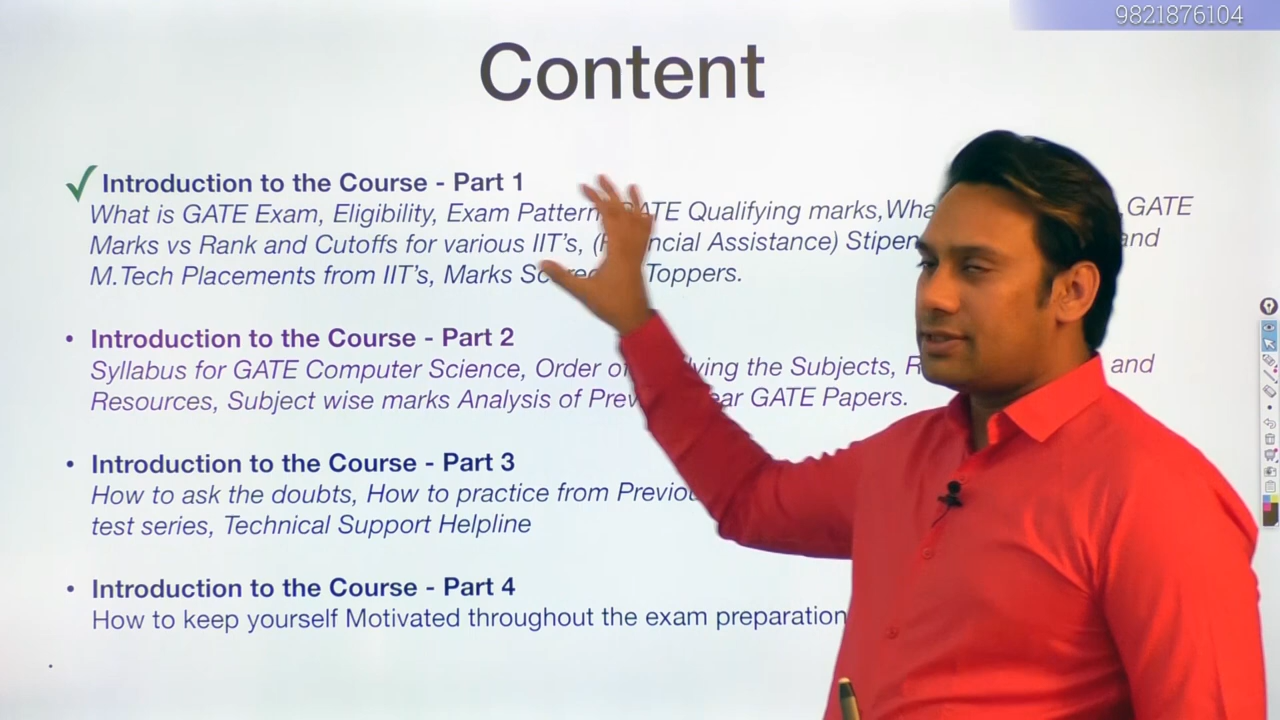 9821876104
Content
✓ Introduction to the Course - Part 1
What is GATE Exam, Eligibility, Exam Pattern, GATE Qualifying marks, GATE
Marks vs Rank and Cutoffs for various IIT's, and
M.Tech Placements from IIT's, Marks Toppers.
• Introduction to the Course - Part 2
Syllabus for GATE Computer Science, Order of the Subjects, and
Resources, Subject wise marks Analysis of GATE Papers.
• Introduction to the Course - Part 3
How to ask the doubts, How to practice from
test series, Technical Support Helpline
• Introduction to the Course - Part 4
How to keep yourself Motivated throughout the exam preparation